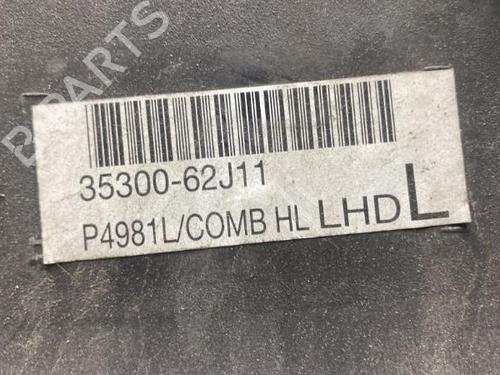 B-PARTS
35300-62J11
P4981L/COMB HL LHD L